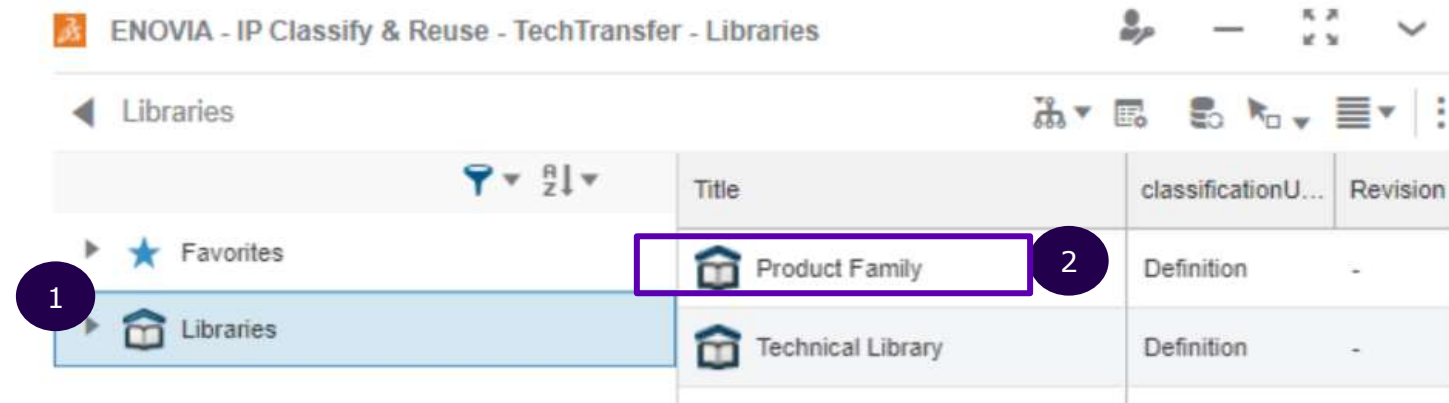 ENOVIA - IP Classify & Reuse - TechTransfer - Libraries
Libraries
Title classificationU... Revision
Favorites
Product Family 2 Definition -
1
Libraries
Technical Library Definition -